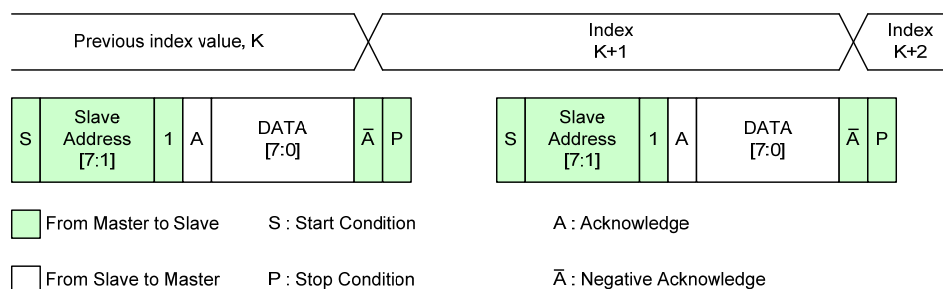 Previous index value, K
Index
K+1
Index
K+2
S
Slave
Address
[7:1]
1
A
DATA
[7:0]
A̅
P
S
Slave
Address
[7:1]
1
A
DATA
[7:0]
A̅
P
From Master to Slave
S : Start Condition
A : Acknowledge
From Slave to Master
P : Stop Condition
A̅ : Negative Acknowledge